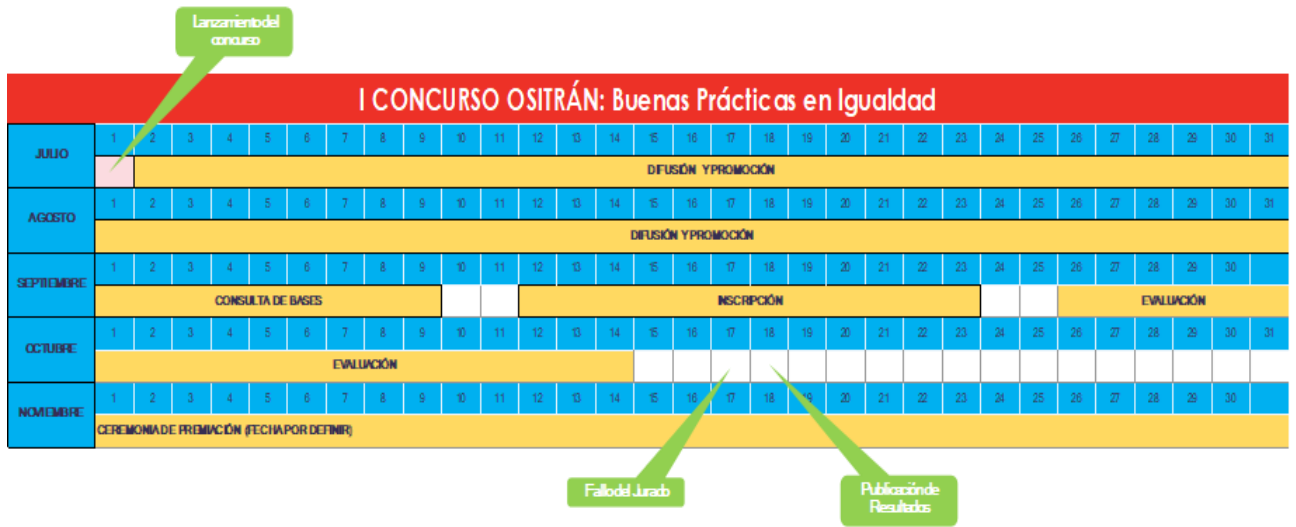 Lanzamiento del
concurso
I CONCURSO OSITRÁN: Buenas Prácticas en Igualdad
JULIO 1 2 3 4 5 6 7 8 9 10 11 12 13 14 15 16 17 18 19 20 21 22 23 24 25 26 27 28 29 30 31
DIFUSIÓN Y PROMOCIÓN
AGOSTO 1 2 3 4 5 6 7 8 9 10 11 12 13 14 15 16 17 18 19 20 21 22 23 24 25 26 27 28 29 30 31
DIFUSIÓN Y PROMOCIÓN
SEPTIEMBRE 1 2 3 4 5 6 7 8 9 10 11 12 13 14 15 16 17 18 19 20 21 22 23 24 25 26 27 28 29 30
CONSULTA DE BASES INSCRIPCIÓN EVALUACIÓN
OCTUBRE 1 2 3 4 5 6 7 8 9 10 11 12 13 14 15 16 17 18 19 20 21 22 23 24 25 26 27 28 29 30 31
EVALUACIÓN
NOVIEMBRE 1 2 3 4 5 6 7 8 9 10 11 12 13 14 15 16 17 18 19 20 21 22 23 24 25 26 27 28 29 30
CEREMONIA DE PREMIACIÓN (FECHA POR DEFINIR)
Fallo del Jurado
Publicación de
Resultados